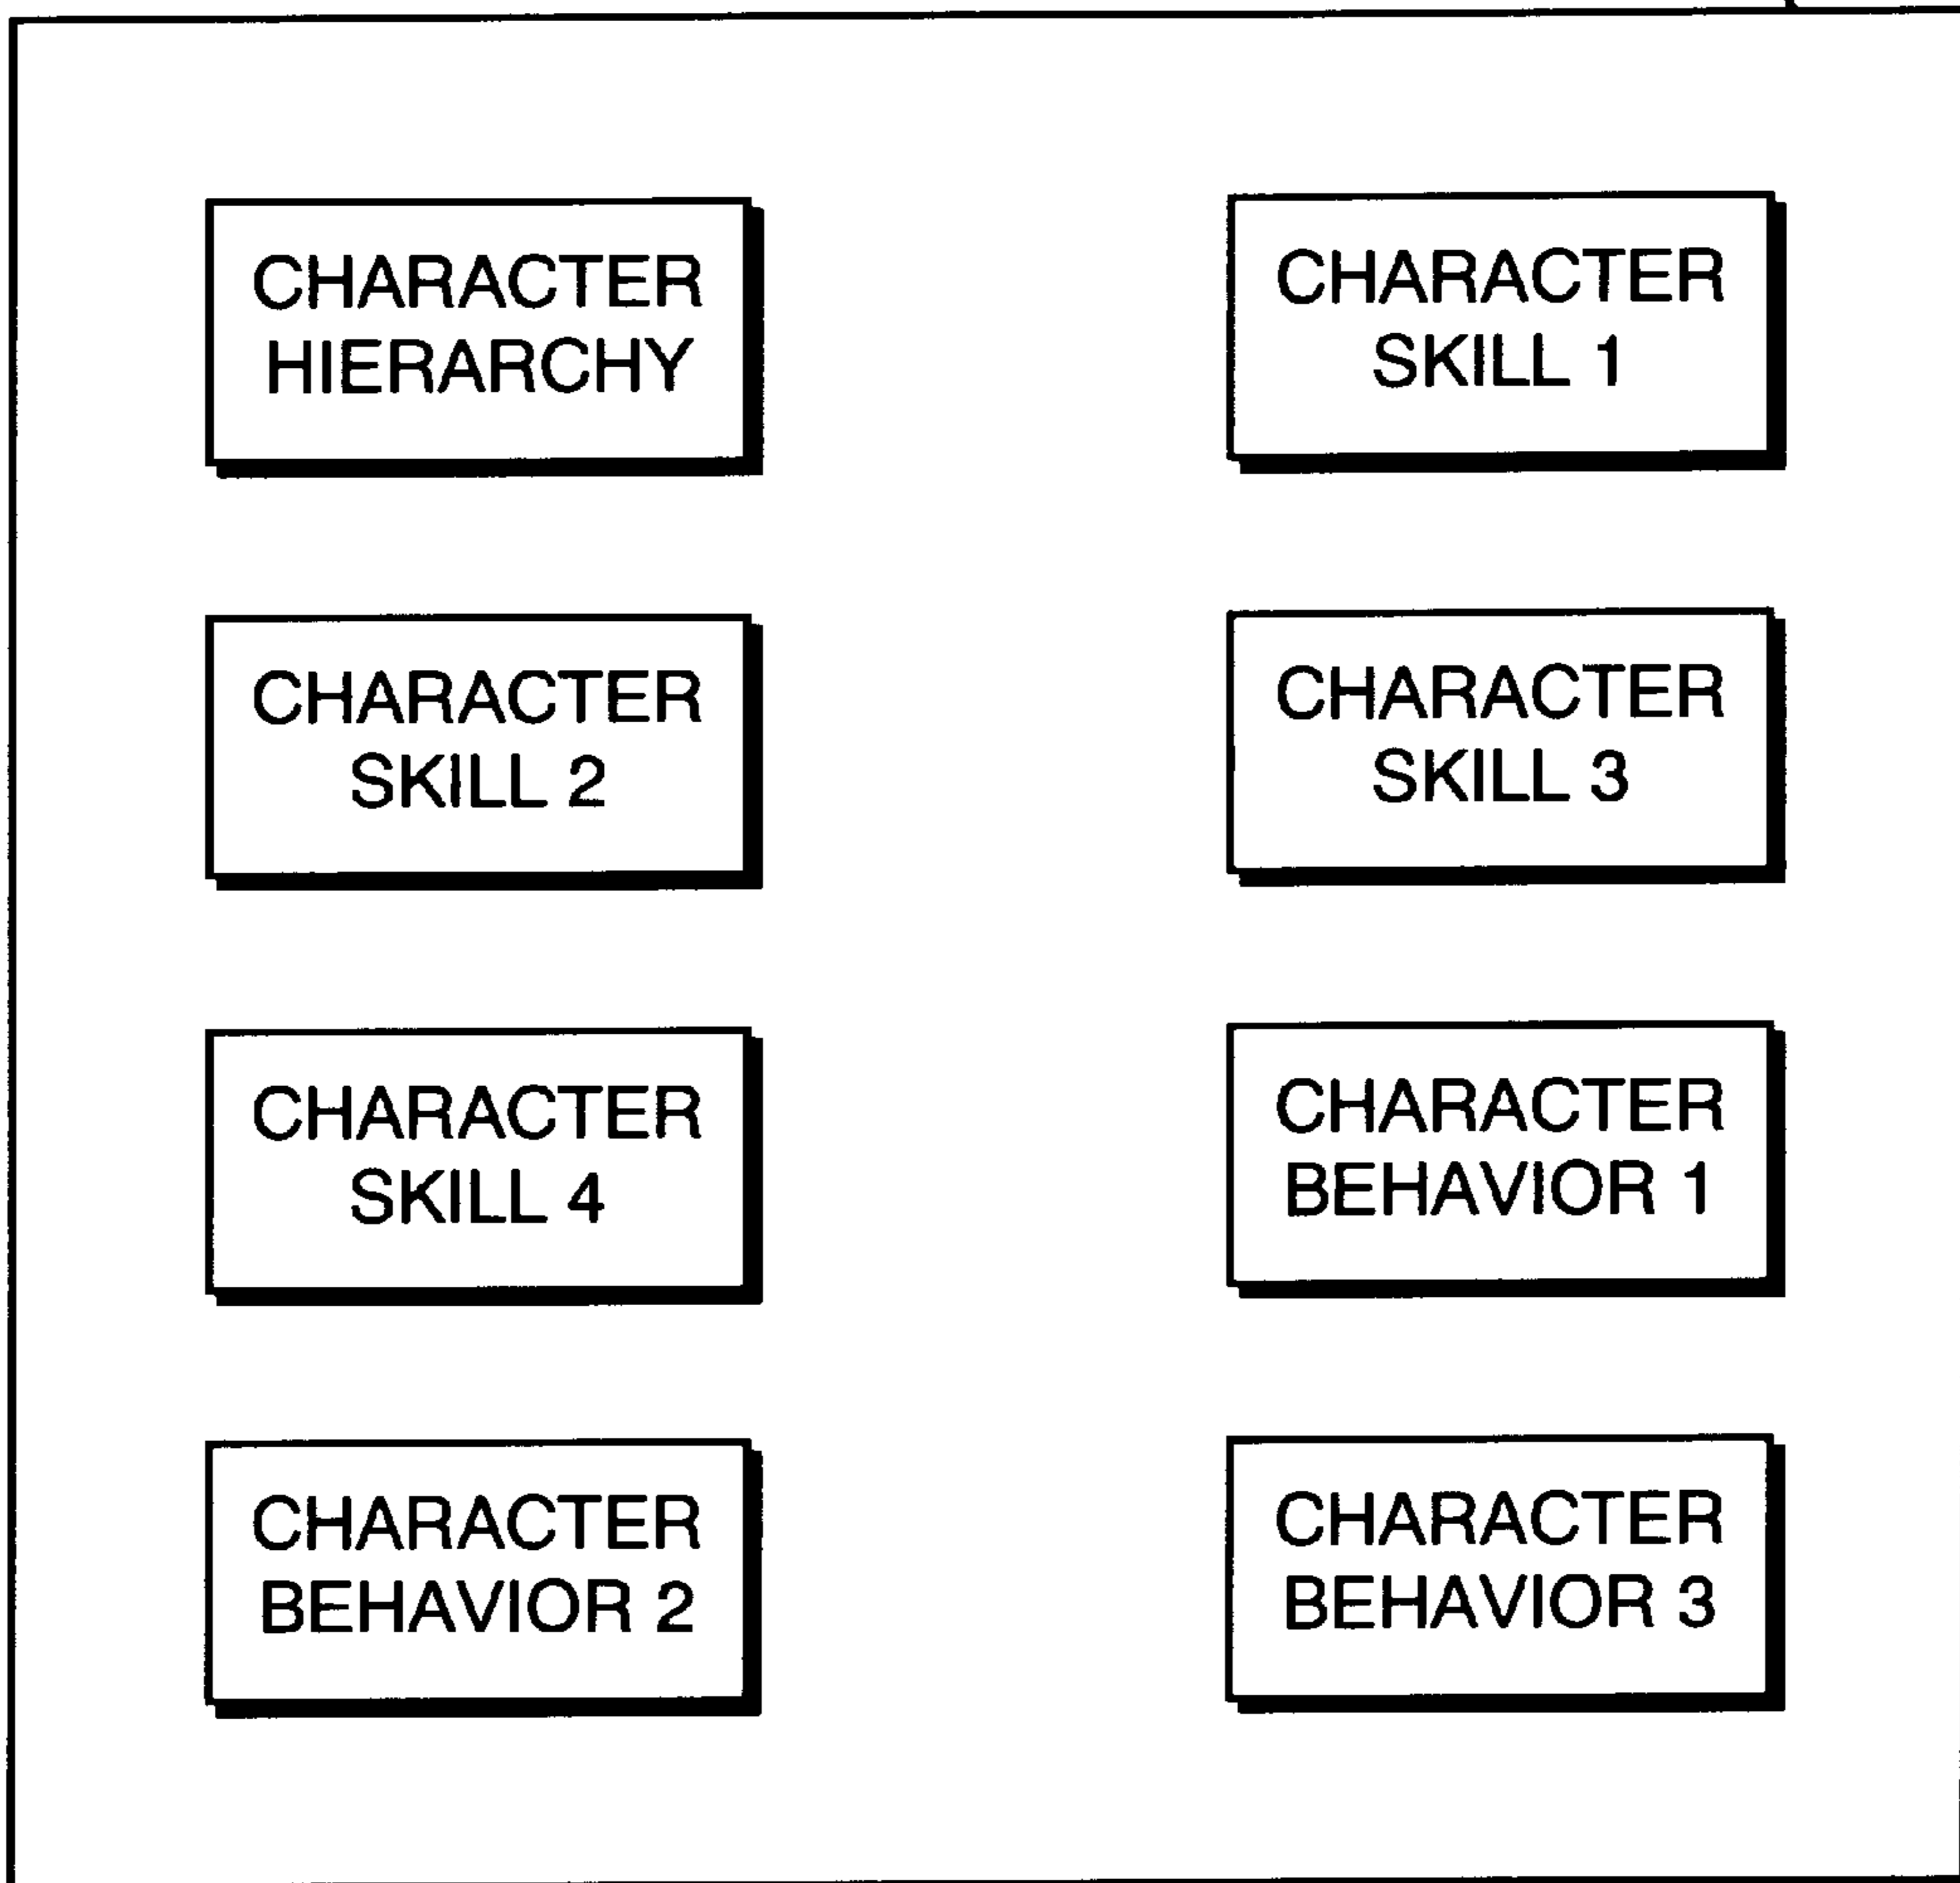 CHARACTER
HIERARCHY
CHARACTER
SKILL 1
CHARACTER
SKILL 2
CHARACTER
SKILL 3
CHARACTER
SKILL 4
CHARACTER
BEHAVIOR 1
CHARACTER
BEHAVIOR 2
CHARACTER
BEHAVIOR 3